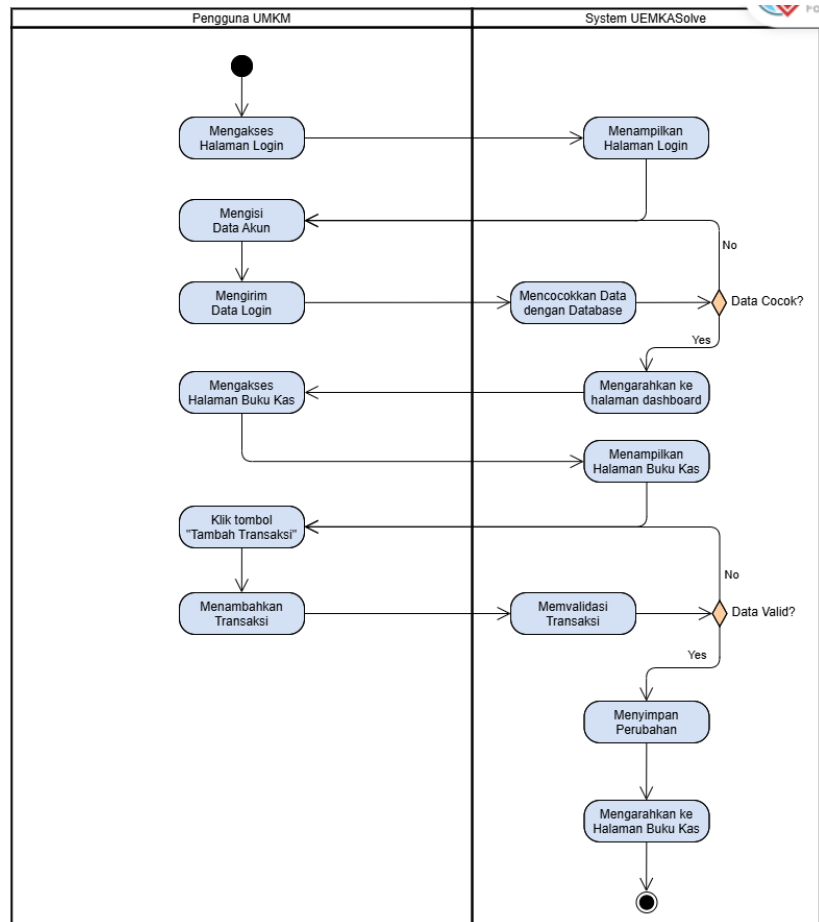 Pengguna UMKM
System UEMKASolve
Mengakses
Halaman Login
Menampilkan
Halaman Login
Mengisi
Data Akun
No
Mengirim
Data Login
Mencocokkan Data
dengan Database
Data Cocok?
Yes
Mengakses
Halaman Buku Kas
Mengarahkan ke
halaman dashboard
Menampilkan
Halaman Buku Kas
Klik tombol
"Tambah Transaksi"
No
Menambahkan
Transaksi
Memvalidasi
Transaksi
Data Valid?
Yes
Menyimpan
Perubahan
Mengarahkan ke
Halaman Buku Kas